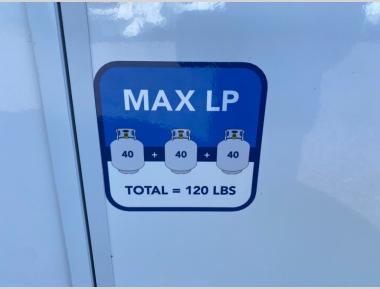 MAX LP
40 + 40 + 40
TOTAL = 120 LBS